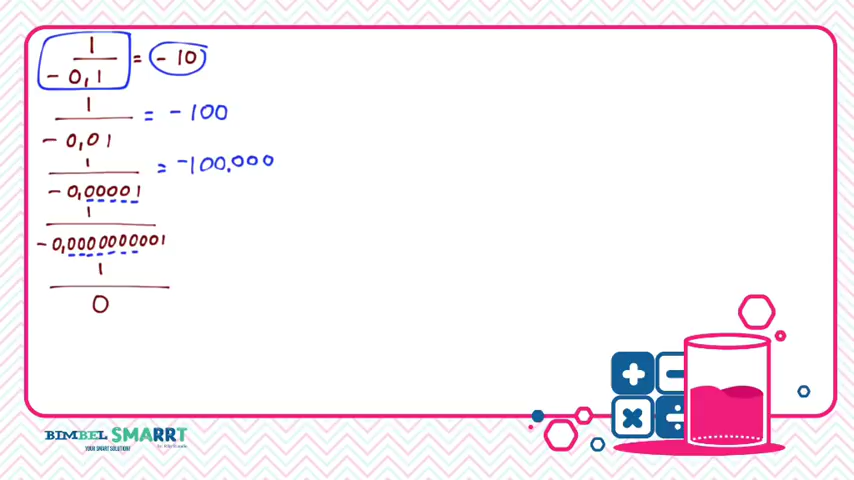 1
- 0,1 = - 10
1
- 0,01 = - 100
1
- 0,00001 = -100.000
1
- 0,0000000001
1
0
BIMBEL SMARRT
YOUR SMART SOLUTION!